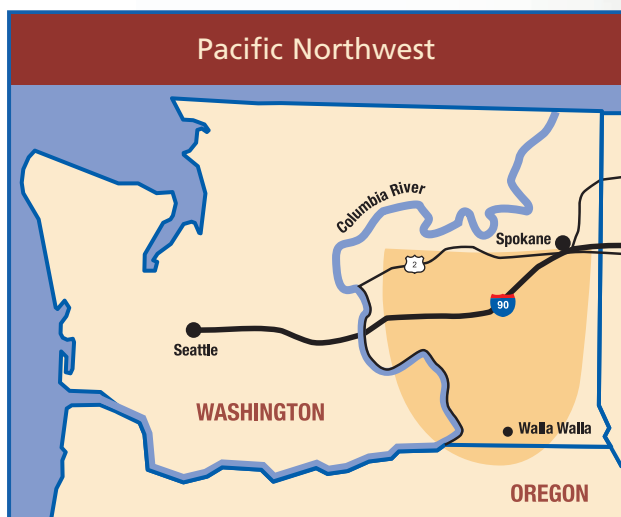 Pacific Northwest
Columbia River
Spokane
2
90
Seattle
WASHINGTON
Walla Walla
OREGON